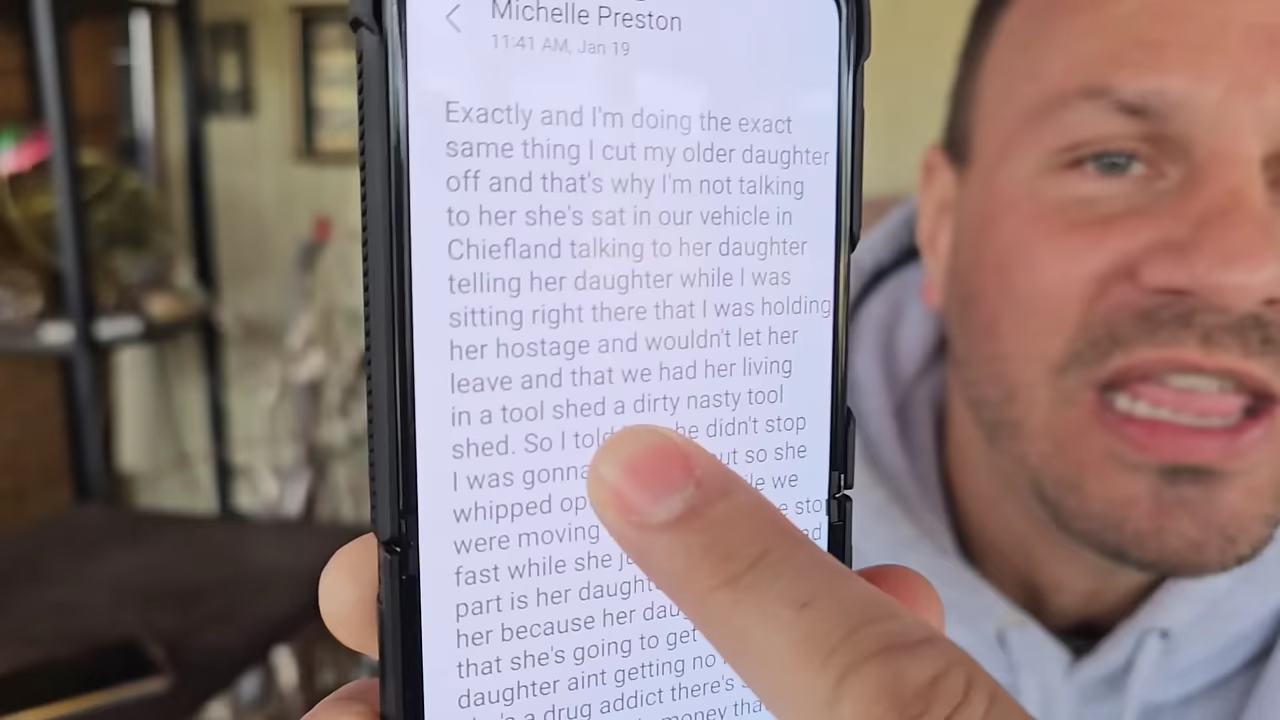 Michelle Preston
11:41 AM, Jan 19
Exactly and I'm doing the exact
same thing I cut my older daughter
off and that's why I'm not talking
to her she's sat in our vehicle in
Chiefland talking to her daughter
telling her daughter while I was
sitting right there that I was holding
her hostage and wouldn't let her
leave and that we had her living
in a tool shed a dirty nasty tool
shed. So I told he didn't stop
I was gonna so she
whipped we
were moving
fast while she
part is her
her because her
that she's going to get
daughter aint getting no
a drug addict there's
money